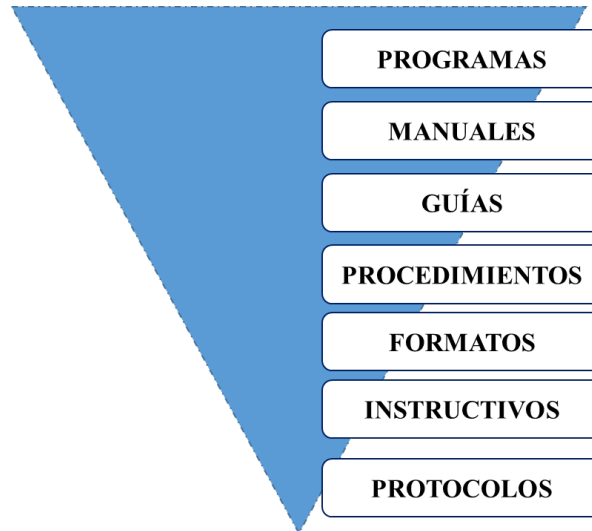 PROGRAMAS
MANUALES
GUÍAS
PROCEDIMIENTOS
FORMATOS
INSTRUCTIVOS
PROTOCOLOS